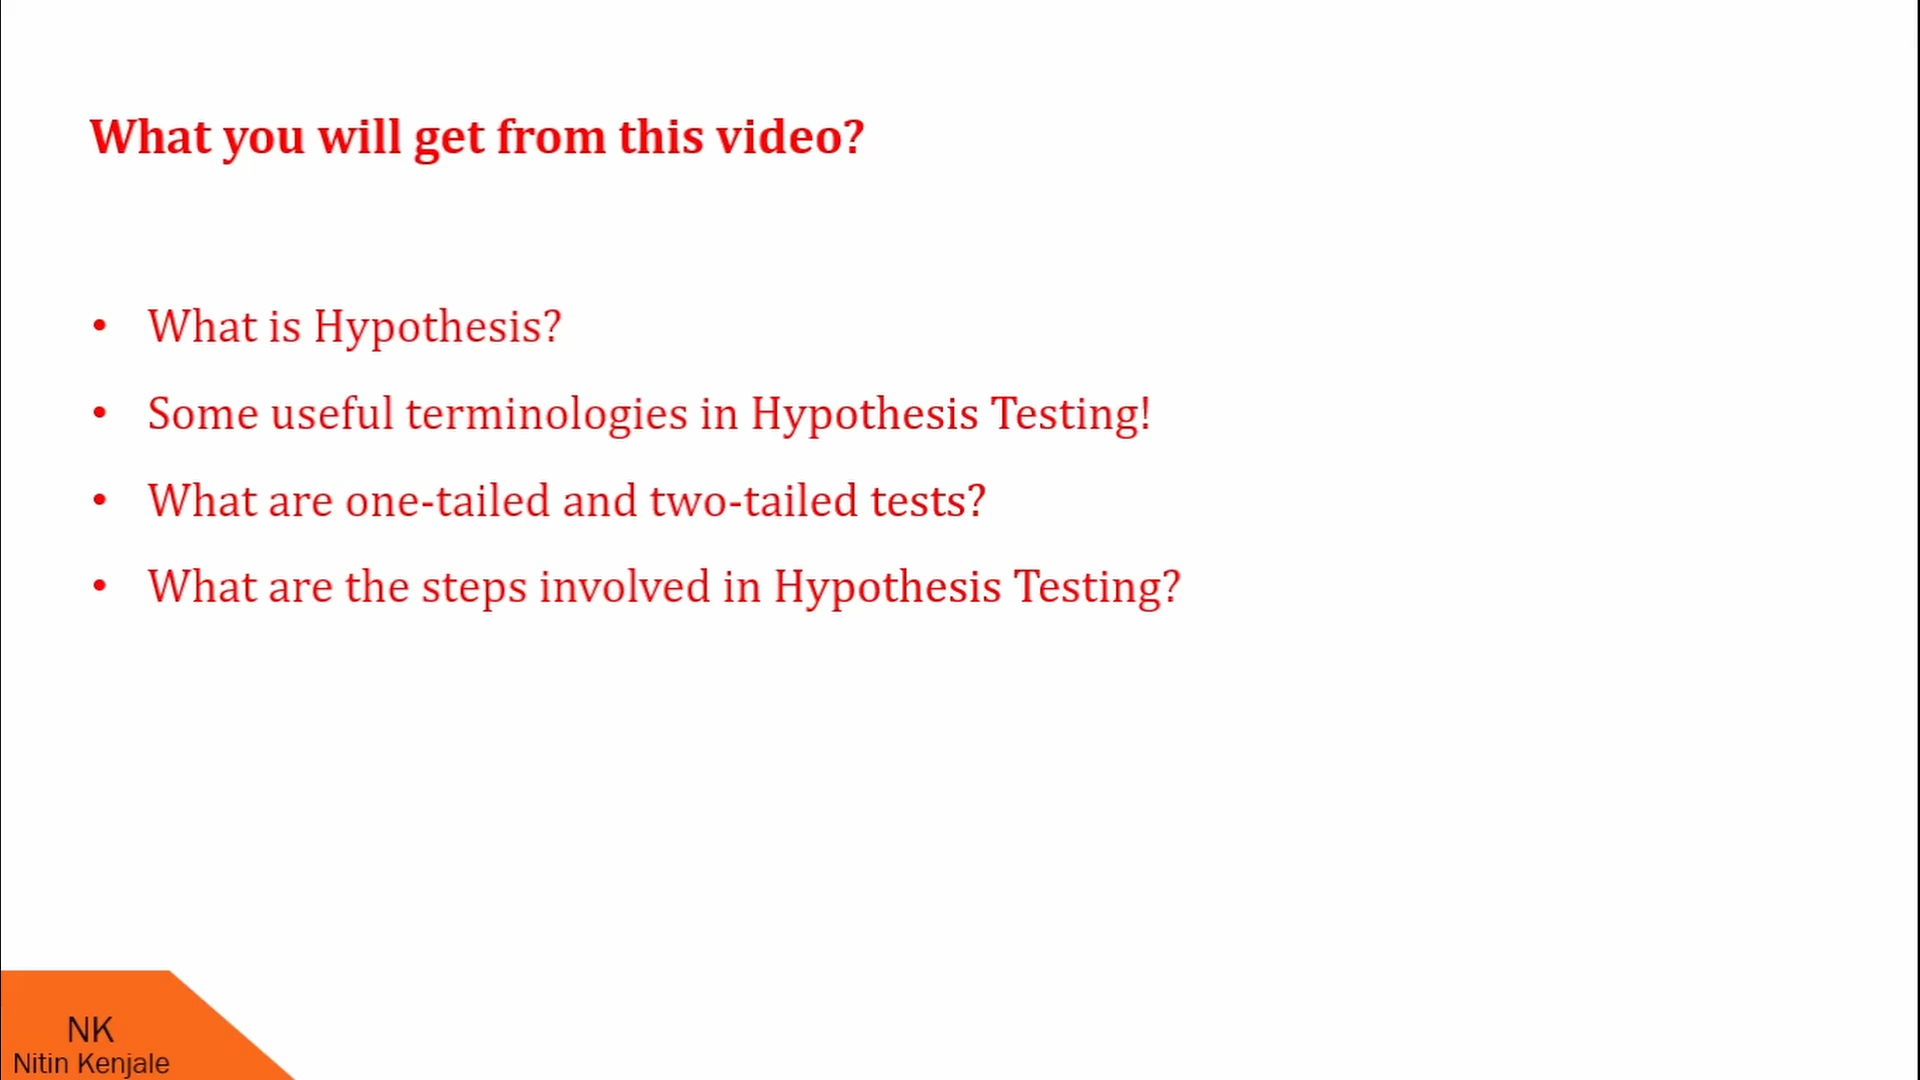 What you will get from this video?
• What is Hypothesis?
• Some useful terminologies in Hypothesis Testing!
• What are one-tailed and two-tailed tests?
• What are the steps involved in Hypothesis Testing?
NK
Nitin Kenjale